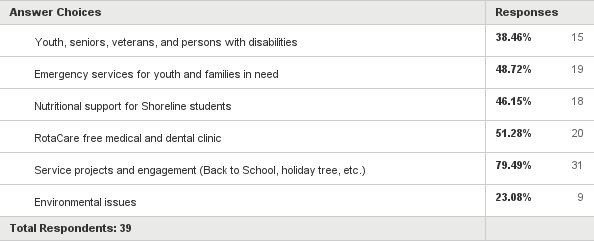 Answer Choices Responses
Youth, seniors, veterans, and persons with disabilities 38.46% 15
Emergency services for youth and families in need 48.72% 19
Nutritional support for Shoreline students 46.15% 18
RotaCare free medical and dental clinic 51.28% 20
Service projects and engagement (Back to School, holiday tree, etc.) 79.49% 31
Environmental issues 23.08% 9
Total Respondents: 39